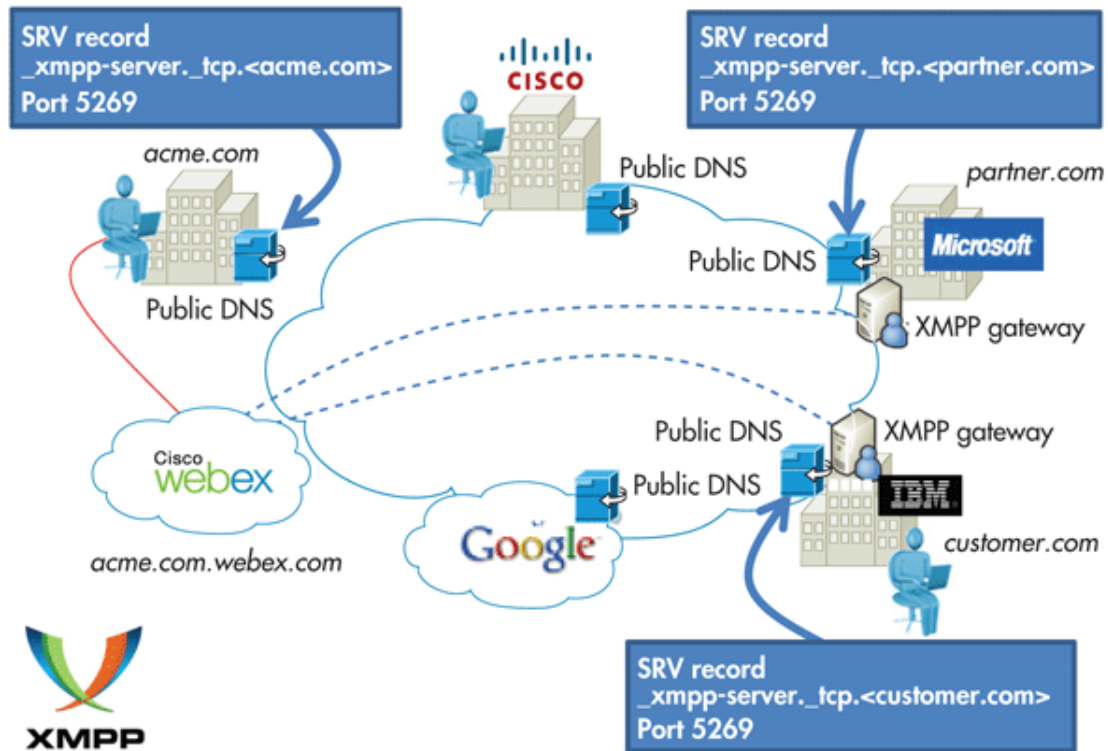 SRV record
_xmpp-server._tcp.<acme.com>
Port 5269
CISCO
SRV record
_xmpp-server._tcp.<partner.com>
Port 5269
acme.com
Public DNS
partner.com
Microsoft
Public DNS
Public DNS
XMPP gateway
Cisco
webex
acme.com.webex.com
Public DNS
XMPP gateway
Public DNS
IBM
Google
customer.com
SRV record
_xmpp-server._tcp.<customer.com>
Port 5269
XMPP